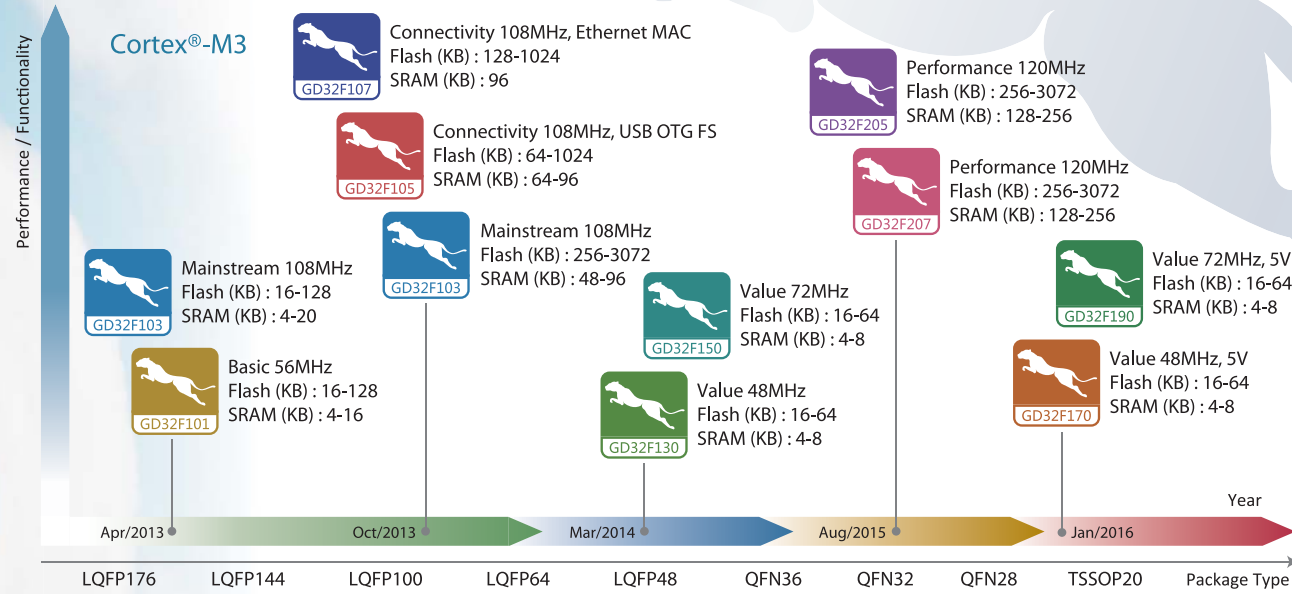 Performance / Functionality
Cortex®-M3
GD32F107
Connectivity 108MHz, Ethernet MAC
Flash (KB) : 128-1024
SRAM (KB) : 96
GD32F105
Connectivity 108MHz, USB OTG FS
Flash (KB) : 64-1024
SRAM (KB) : 64-96
GD32F103
Mainstream 108MHz
Flash (KB) : 256-3072
SRAM (KB) : 48-96
GD32F103
Mainstream 108MHz
Flash (KB) : 16-128
SRAM (KB) : 4-20
GD32F101
Basic 56MHz
Flash (KB) : 16-128
SRAM (KB) : 4-16
GD32F150
Value 72MHz
Flash (KB) : 16-64
SRAM (KB) : 4-8
GD32F130
Value 48MHz
Flash (KB) : 16-64
SRAM (KB) : 4-8
GD32F205
Performance 120MHz
Flash (KB) : 256-3072
SRAM (KB) : 128-256
GD32F207
Performance 120MHz
Flash (KB) : 256-3072
SRAM (KB) : 128-256
GD32F190
Value 72MHz, 5V
Flash (KB) : 16-64
SRAM (KB) : 4-8
GD32F170
Value 48MHz, 5V
Flash (KB) : 16-64
SRAM (KB) : 4-8
Year
Apr/2013
Oct/2013
Mar/2014
Aug/2015
Jan/2016
LQFP176
LQFP144
LQFP100
LQFP64
LQFP48
QFN36
QFN32
QFN28
TSSOP20
Package Type